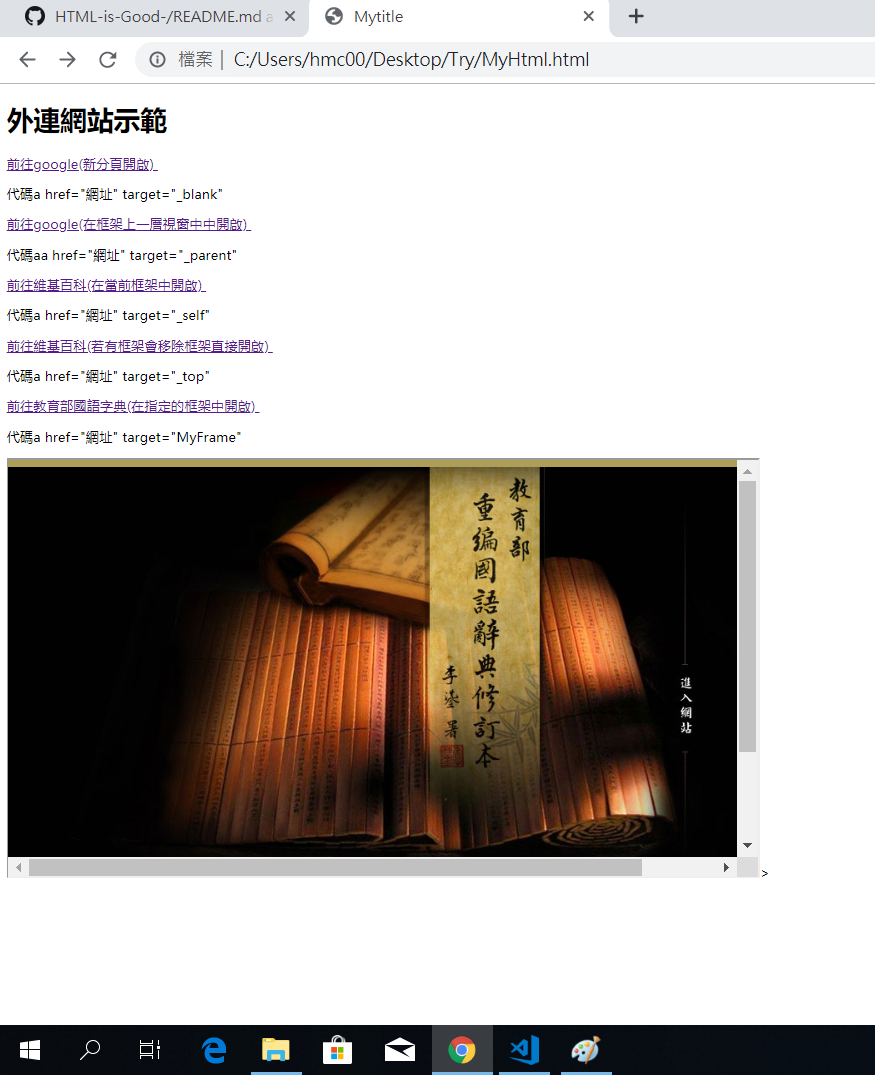 HTML-is-Good-/README.md a
Mytitle
檔案 | C:/Users/hmc00/Desktop/Try/MyHtml.html
外連網站示範
前往google(新分頁開啟)
代碼a href="網址" target="_blank"
前往google(在框架上一層視窗中中開啟)
代碼aa href="網址" target="_parent"
前往維基百科(在當前框架中開啟)
代碼a href="網址" target="_self"
前往維基百科(若有框架會移除框架直接開啟)
代碼a href="網址" target="_top"
前往教育部國語字典(在指定的框架中開啟)
代碼a href="網址" target="MyFrame"
教育部
重編國語辭典修訂本
李鍌署
進入網站
>